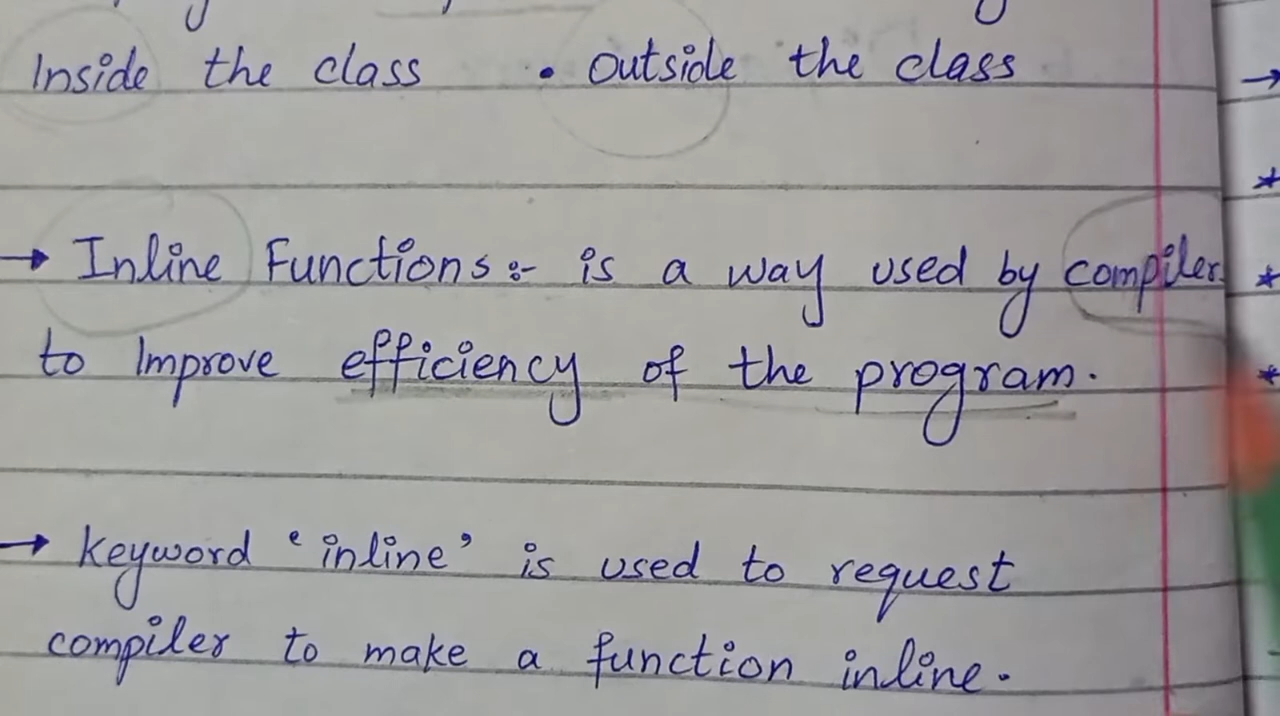 Inside the class • outside the class
→ Inline Functions :- is a way used by compiler
to Improve efficiency of the program.
→ keyword 'inline' is used to request
compiler to make a function inline.